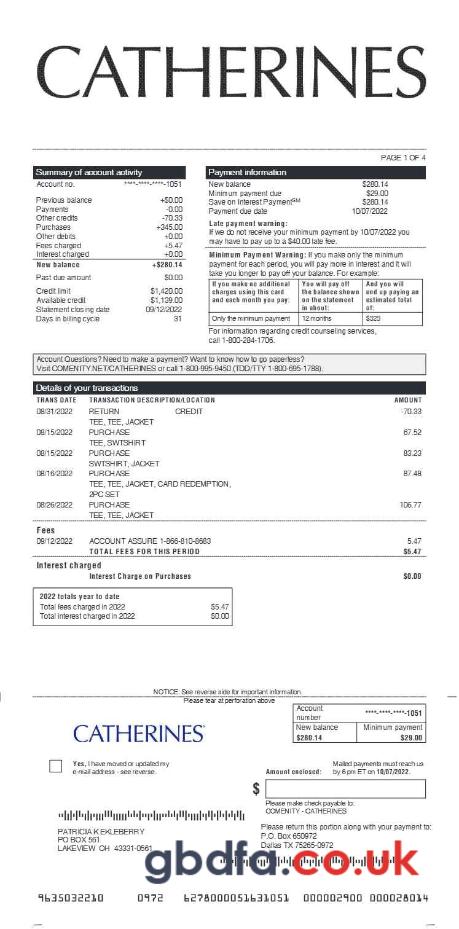 CATHERINES
PAGE 1 OF 4
Summary of account activity
Account no. ****-****-****-1051
Previous balance +$0.00
Payments -0.00
Other credits -70.33
Purchases +345.00
Other debits +0.00
Fees charged +5.47
Interest charged +0.00
New balance +$280.14
Past due amount $0.00
Credit limit $1,420.00
Available credit $1,139.00
Statement closing date 09/12/2022
Days in billing cycle 31
Payment information
New balance $280.14
Minimum payment due $29.00
Save on Interest Payment℠ $280.14
Payment due date 10/07/2022
Late payment warning:
If we do not receive your minimum payment by 10/07/2022 you
may have to pay up to a $40.00 late fee.
Minimum Payment Warning: If you make only the minimum
payment for each period, you will pay more in interest and it will
take you longer to pay off your balance. For example:
If you make no additional
charges using this card
and each month you pay:
You will pay off
the balance shown
on the statement
in about:
And you will
end up paying an
estimated total
of:
Only the minimum payment 12 months $325
For information regarding credit counseling services,
call 1-800-284-1706.
Account Questions? Need to make a payment? Want to know how to go paperless?
Visit COMENITY.NET/CATHERINES or call 1-800-995-9450 (TDD/TTY 1-800-695-1788).
Details of your transactions
TRANS DATE TRANSACTION DESCRIPTION/LOCATION AMOUNT
08/31/2022 RETURN CREDIT -70.33
TEE, TEE, JACKET
08/15/2022 PURCHASE 67.52
TEE, SWTSHIRT
08/15/2022 PURCHASE 83.23
SWTSHIRT, JACKET
08/16/2022 PURCHASE 87.48
TEE, TEE, JACKET, CARD REDEMPTION,
2PC SET
08/26/2022 PURCHASE 106.77
TEE, TEE, JACKET
Fees
09/12/2022 ACCOUNT ASSURE 1-866-810-8683 5.47
TOTAL FEES FOR THIS PERIOD $5.47
Interest charged
Interest Charge on Purchases $0.00
2022 totals year to date
Total fees charged in 2022 $5.47
Total interest charged in 2022 $0.00
NOTICE: See reverse side for important information
Please tear at perforation above
CATHERINES
Account
number ****-****-****-1051
New balance Minimum payment
$280.14 $29.00
Yes, I have moved or updated my
e-mail address - see reverse.
Mailed payments must reach us
Amount enclosed: by 6 pm ET on 10/07/2022.
$
Please make check payable to:
COMENITY - CATHERINES
Please return this portion along with your payment to:
P.O. Box 650972
Dallas TX 75265-0972
PATRICIA K EKLEBERRY
PO BOX 561
LAKEVIEW OH 43331-0561
gbdfa.co.uk
9635032210 0972 6278000051631051 000002900 000028014